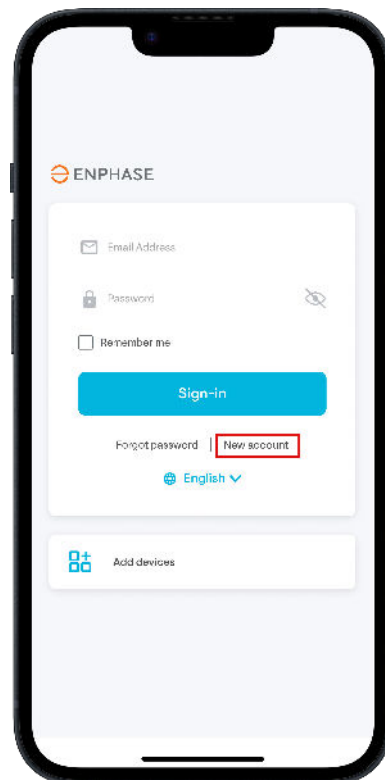 ENPHASE
Email Address
Password
Remember me
Sign-in
Forgot password | New account
English
Add devices